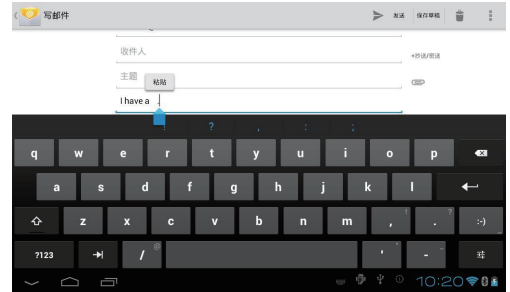 写邮件
发送 保存草稿
收件人
+抄送/密送
主题
粘贴
I have a .
! ? , : ;
q w e r t y u i o p
a s d f g h j k l
z x c v b n m , ! . ? :-)
?123 / @ ' -
10:20